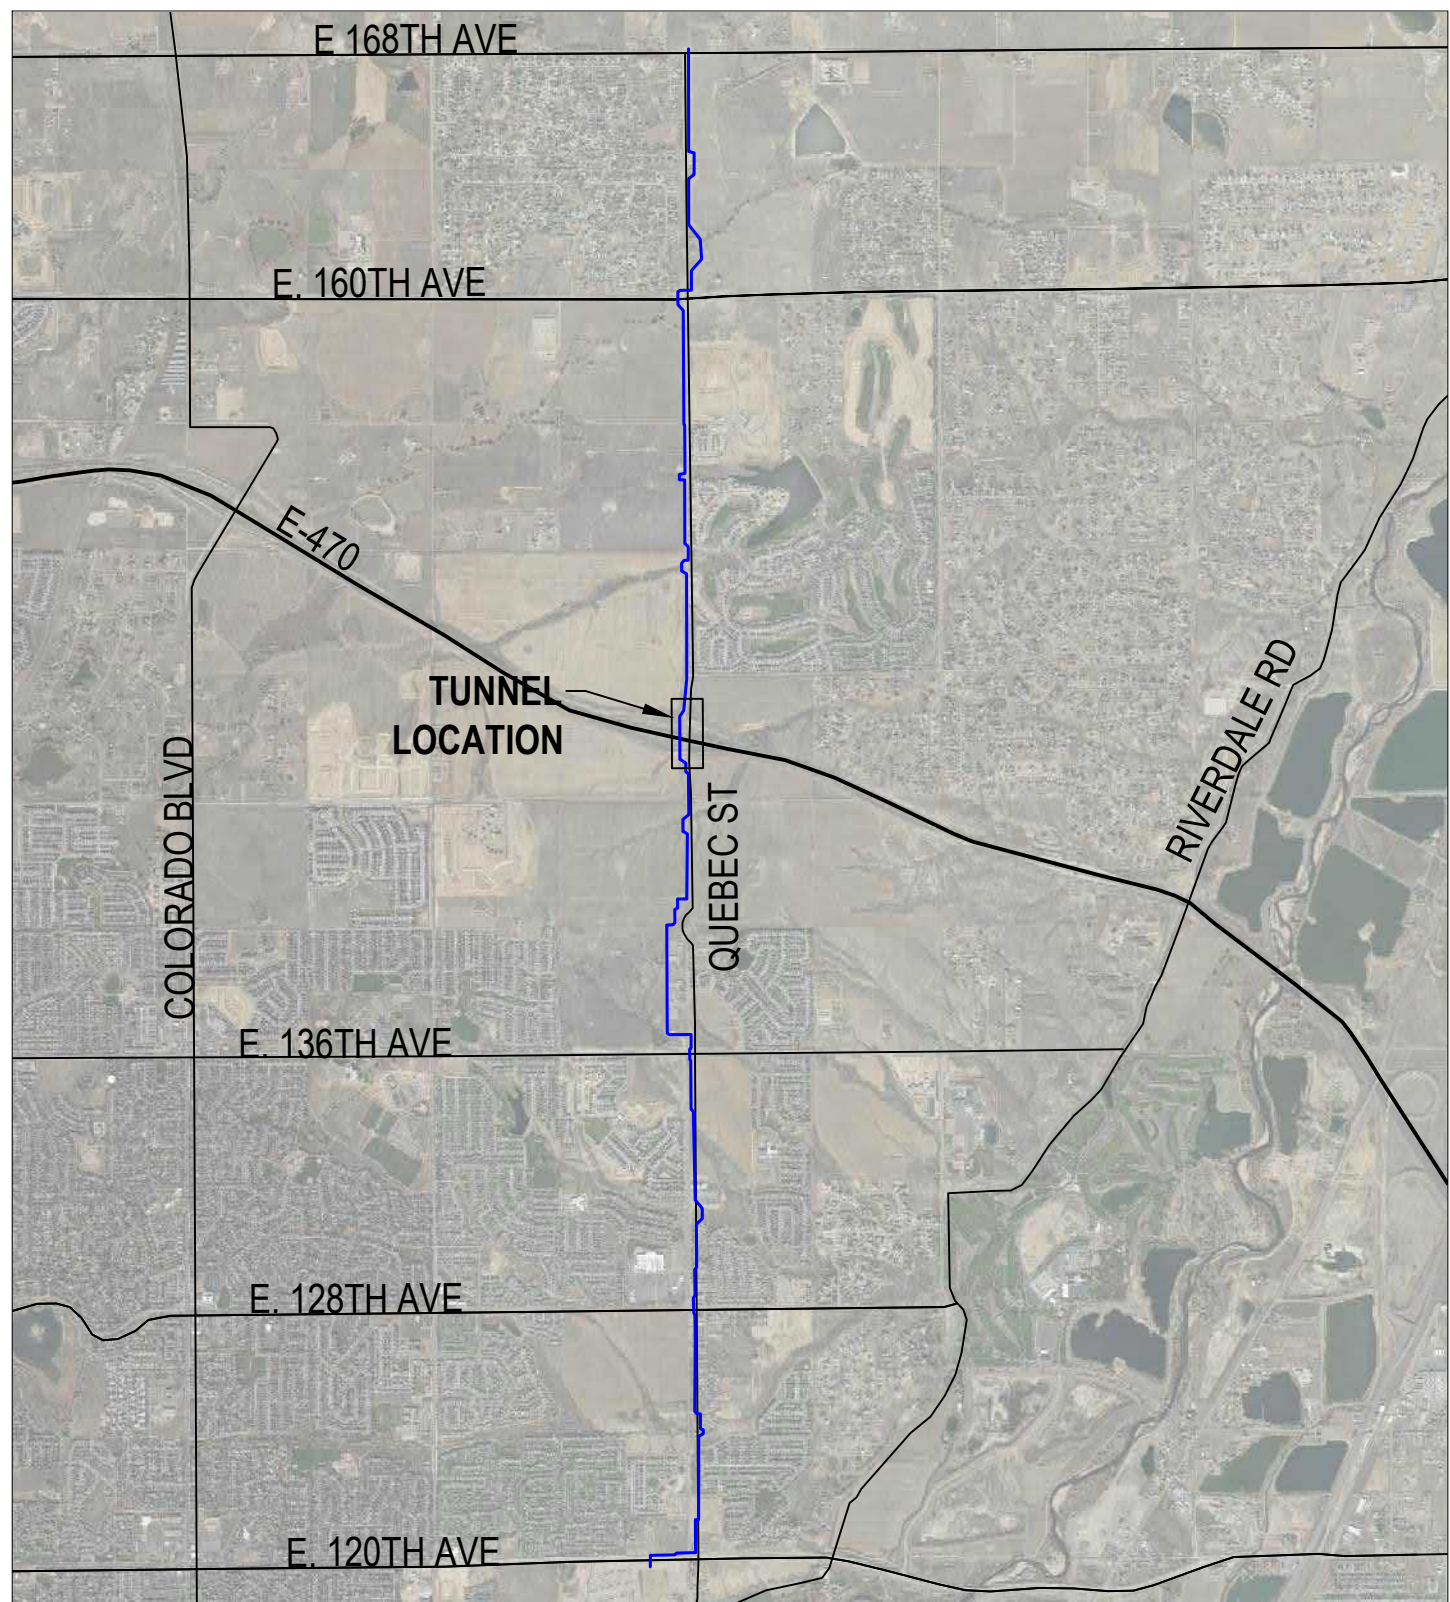 E 168TH AVE
E. 160TH AVE
E-470
TUNNEL
LOCATION
RIVERDALE RD
COLORADO BLVD
QUEBEC ST
E. 136TH AVE
E. 128TH AVE
E. 120TH AVE